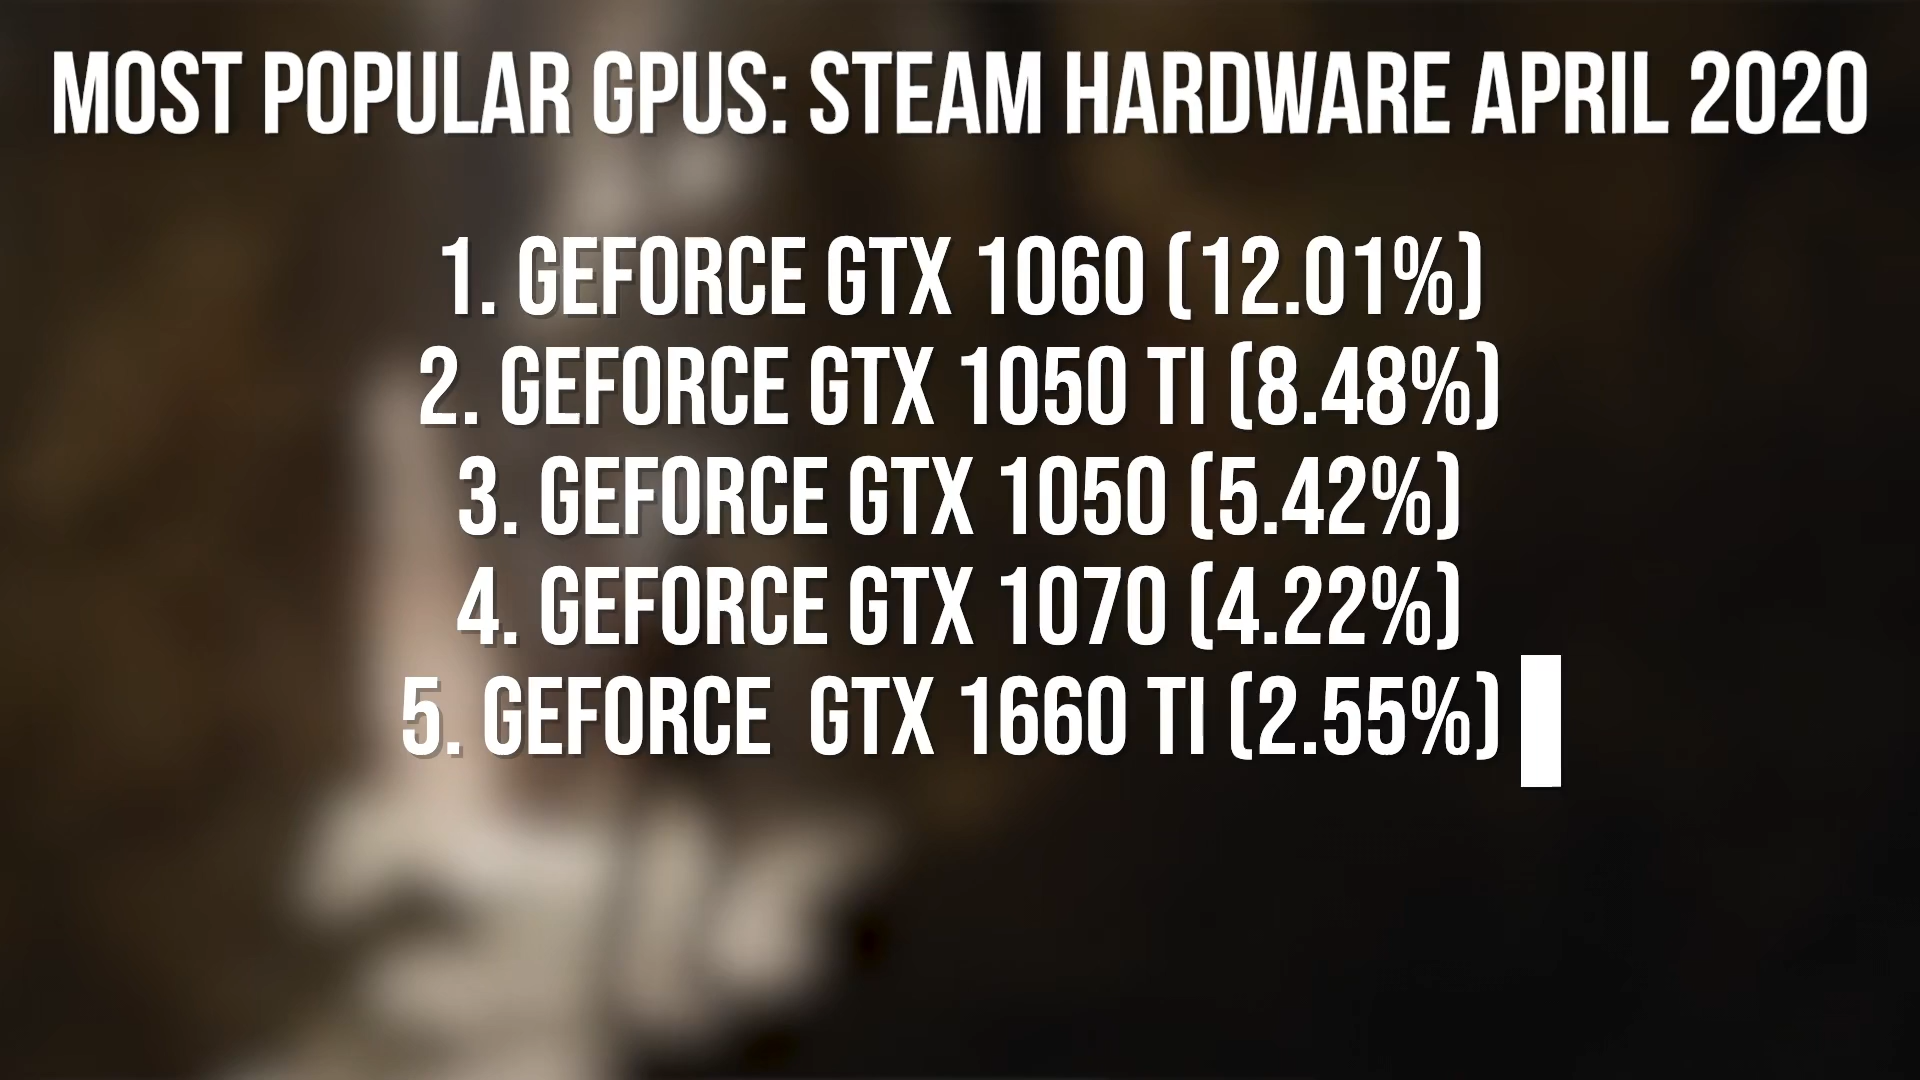 MOST POPULAR GPUS: STEAM HARDWARE APRIL 2020
1. GEFORCE GTX 1060 (12.01%)
2. GEFORCE GTX 1050 TI (8.48%)
3. GEFORCE GTX 1050 (5.42%)
4. GEFORCE GTX 1070 (4.22%)
5. GEFORCE  GTX 1660 TI (2.55%)